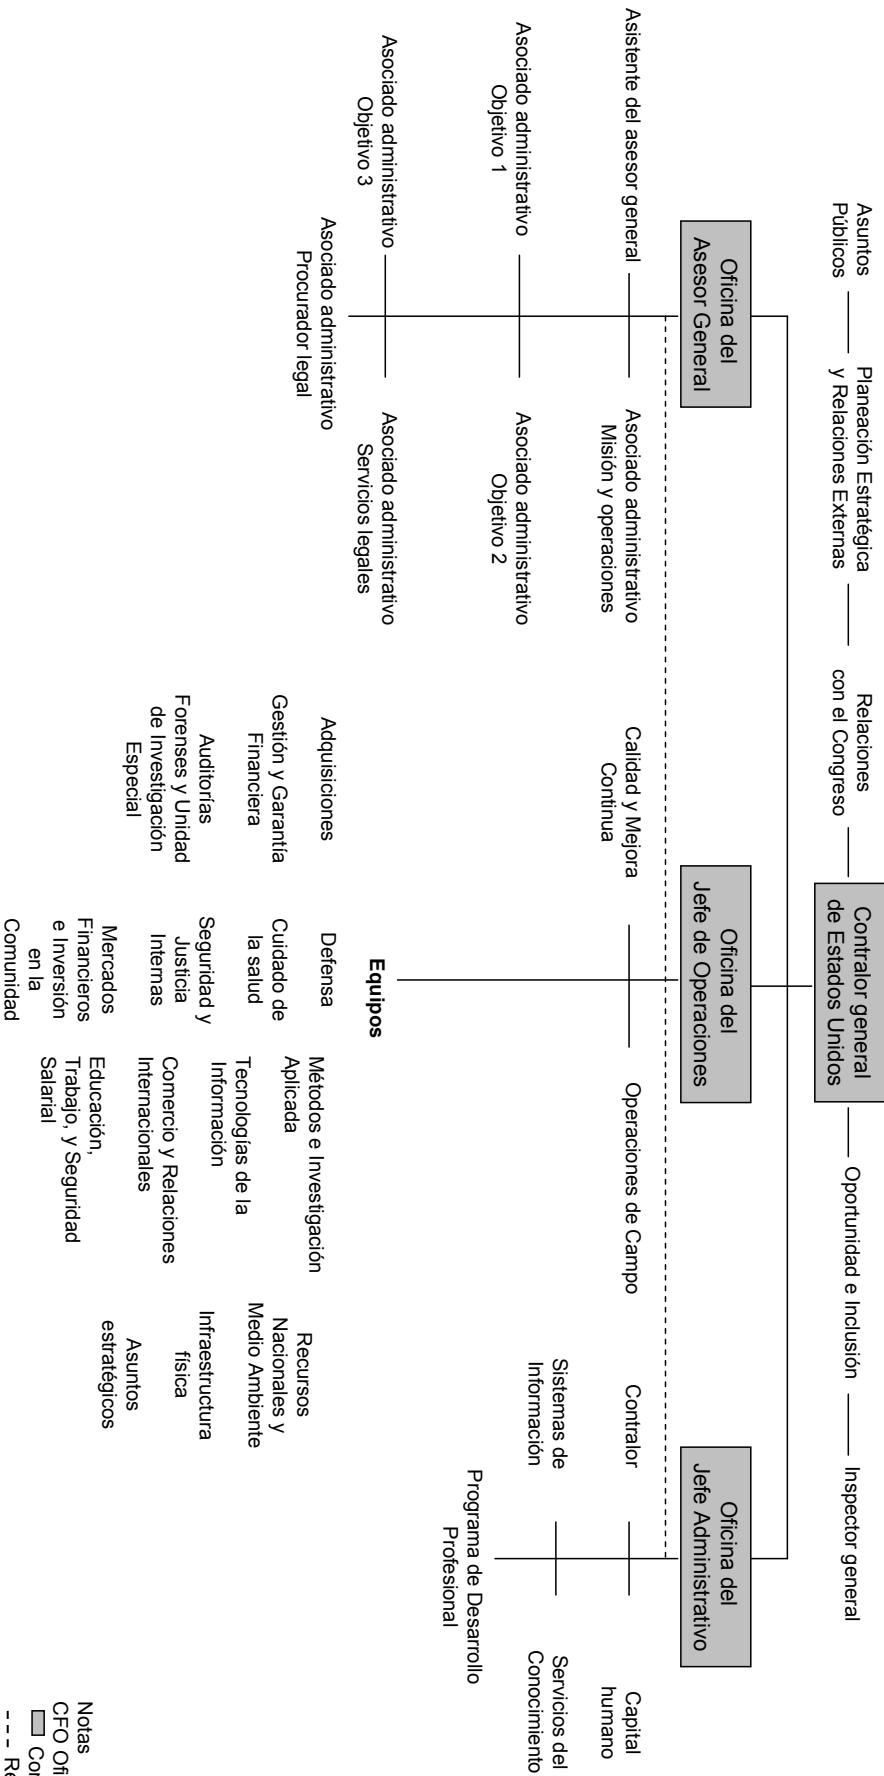 Asuntos
Públicos
Planeación Estratégica
y Relaciones Externas
Relaciones
con el Congreso
Contralor general
de Estados Unidos
Oportunidad e Inclusión
Inspector general
Oficina del
Asesor General
Oficina del
Jefe de Operaciones
Oficina del
Jefe Administrativo
Asistente del asesor general
Asociado administrativo
Misión y operaciones
Asociado administrativo
Objetivo 1
Asociado administrativo
Objetivo 2
Asociado administrativo
Objetivo 3
Asociado administrativo
Servicios legales
Asociado administrativo
Procurador legal
Calidad y Mejora
Continua
Operaciones de Campo
Equipos
Adquisiciones
Gestión y Garantía
Financiera
Auditorías
Forenses y Unidad
de Investigación
Especial
Defensa
Cuidado de
la salud
Seguridad y
Justicia
Internas
Mercados
Financieros
e Inversión
en la
Comunidad
Métodos e Investigación
Aplicada
Tecnologías de la
Información
Comercio y Relaciones
Internacionales
Educación,
Trabajo, y Seguridad
Salarial
Recursos
Nacionales y
Medio Ambiente
Infraestructura
física
Asuntos
estratégicos
Contralor
Capital
humano
Sistemas de
Información
Servicios del
Conocimiento
Programa de Desarrollo
Profesional
Notas
CFO